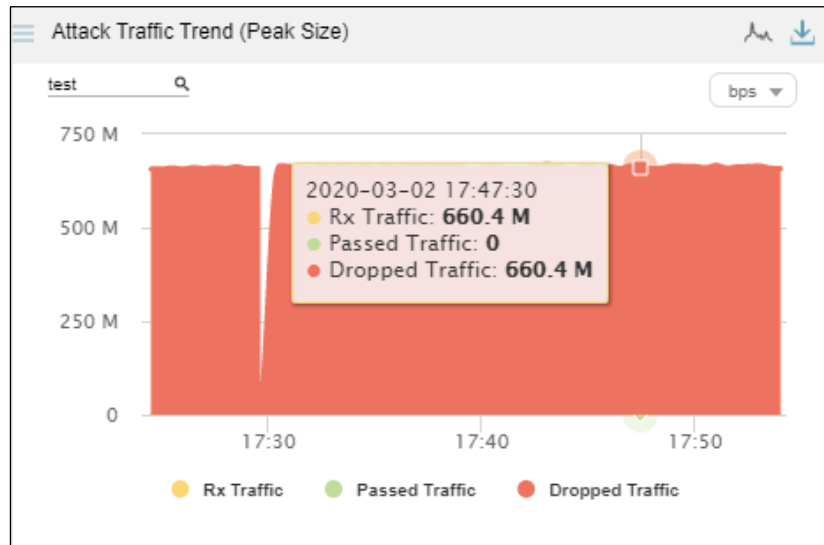 Attack Traffic Trend (Peak Size)
test
bps
750 M
500 M
250 M
0
2020-03-02 17:47:30
Rx Traffic: 660.4 M
Passed Traffic: 0
Dropped Traffic: 660.4 M
17:30 17:40 17:50
Rx Traffic Passed Traffic Dropped Traffic